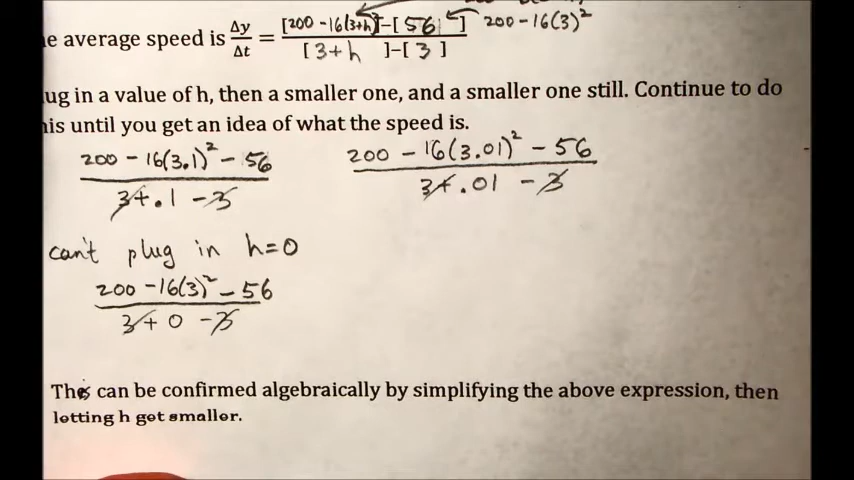 e average speed is Δy/Δt = [200 - 16(3+h)²]-[56] / [3+h]-[3] 200 - 16(3)²
ug in a value of h, then a smaller one, and a smaller one still. Continue to do
his until you get an idea of what the speed is.
200 - 16(3.1)² - 56 / 3+.1 - 3 200 - 16(3.01)² - 56 / 3+.01 - 3
can't plug in h=0
200 - 16(3)² - 56 / 3+0 - 3
This can be confirmed algebraically by simplifying the above expression, then
letting h get smaller.